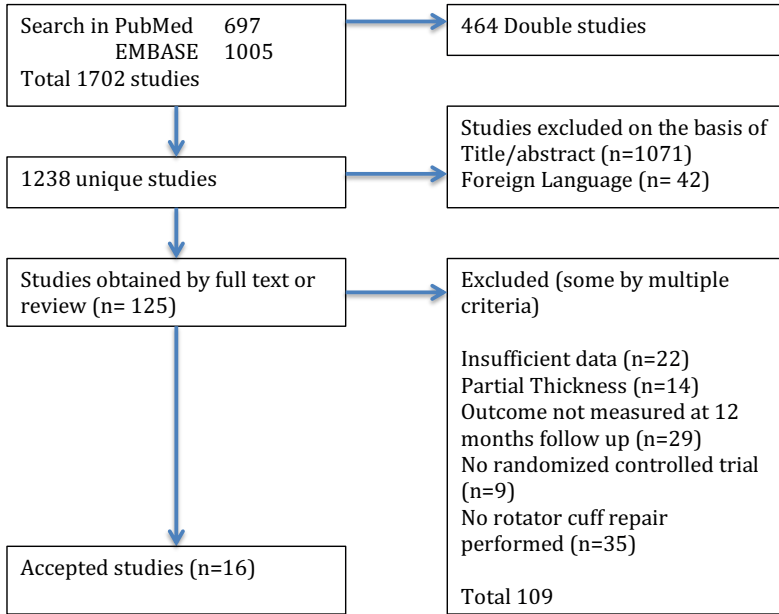 Search in PubMed 697
EMBASE 1005
Total 1702 studies
464 Double studies
1238 unique studies
Studies excluded on the basis of
Title/abstract (n=1071)
Foreign Language (n= 42)
Studies obtained by full text or
review (n= 125)
Excluded (some by multiple
criteria)
Insufficient data (n=22)
Partial Thickness (n=14)
Outcome not measured at 12
months follow up (n=29)
No randomized controlled trial
(n=9)
No rotator cuff repair
performed (n=35)
Total 109
Accepted studies (n=16)